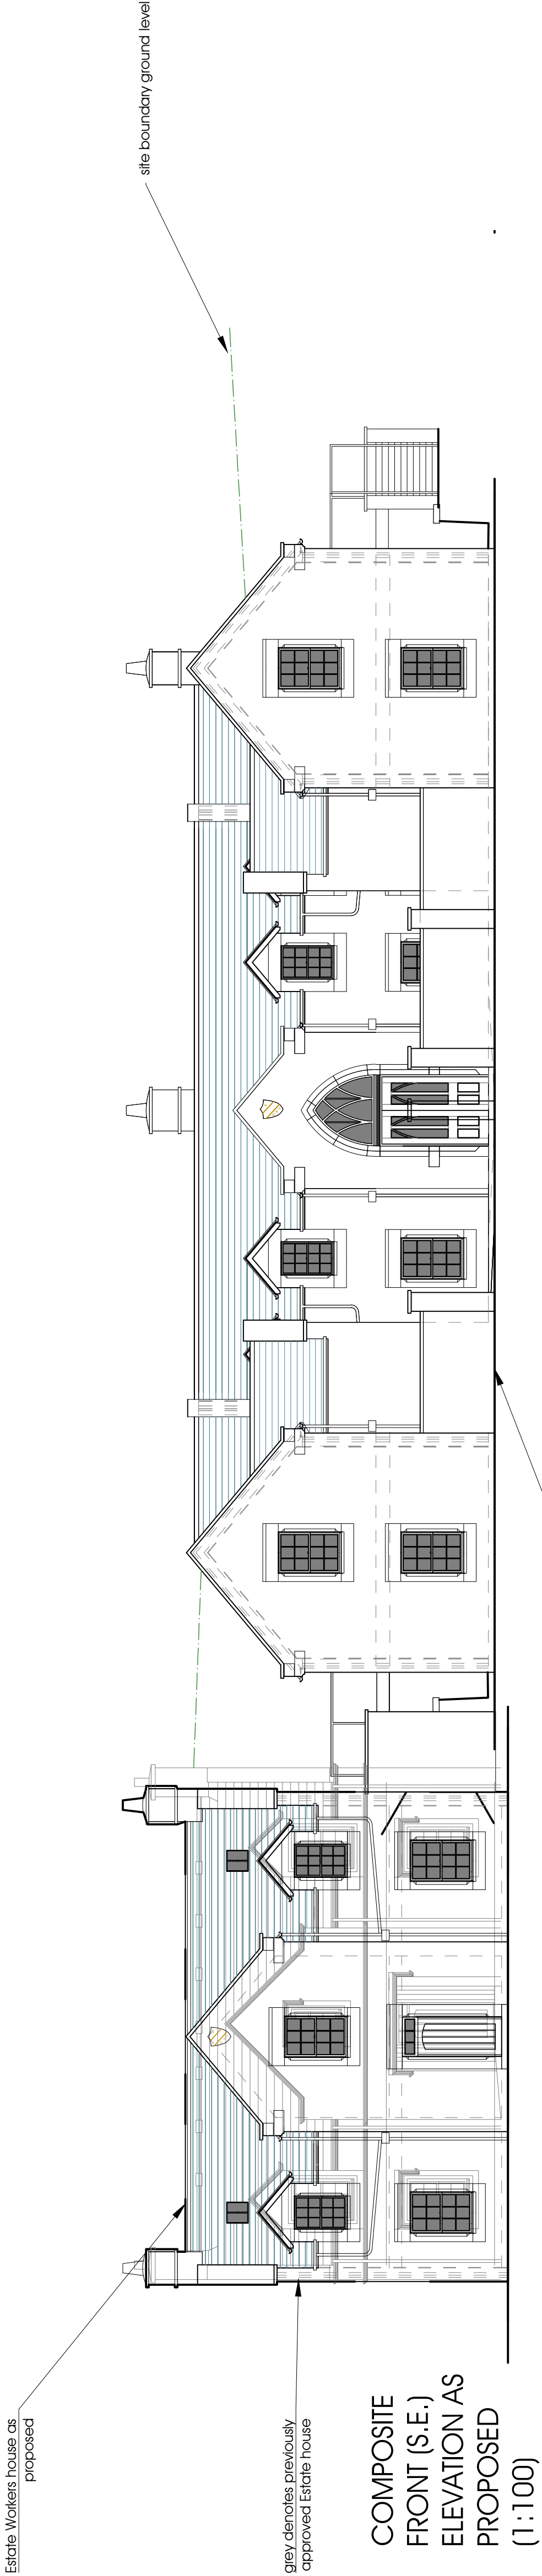 Estate Workers house as
proposed
grey denotes previously
approved Estate house
COMPOSITE
FRONT (S.E.)
ELEVATION AS
PROPOSED
(1:100)
site boundary ground level